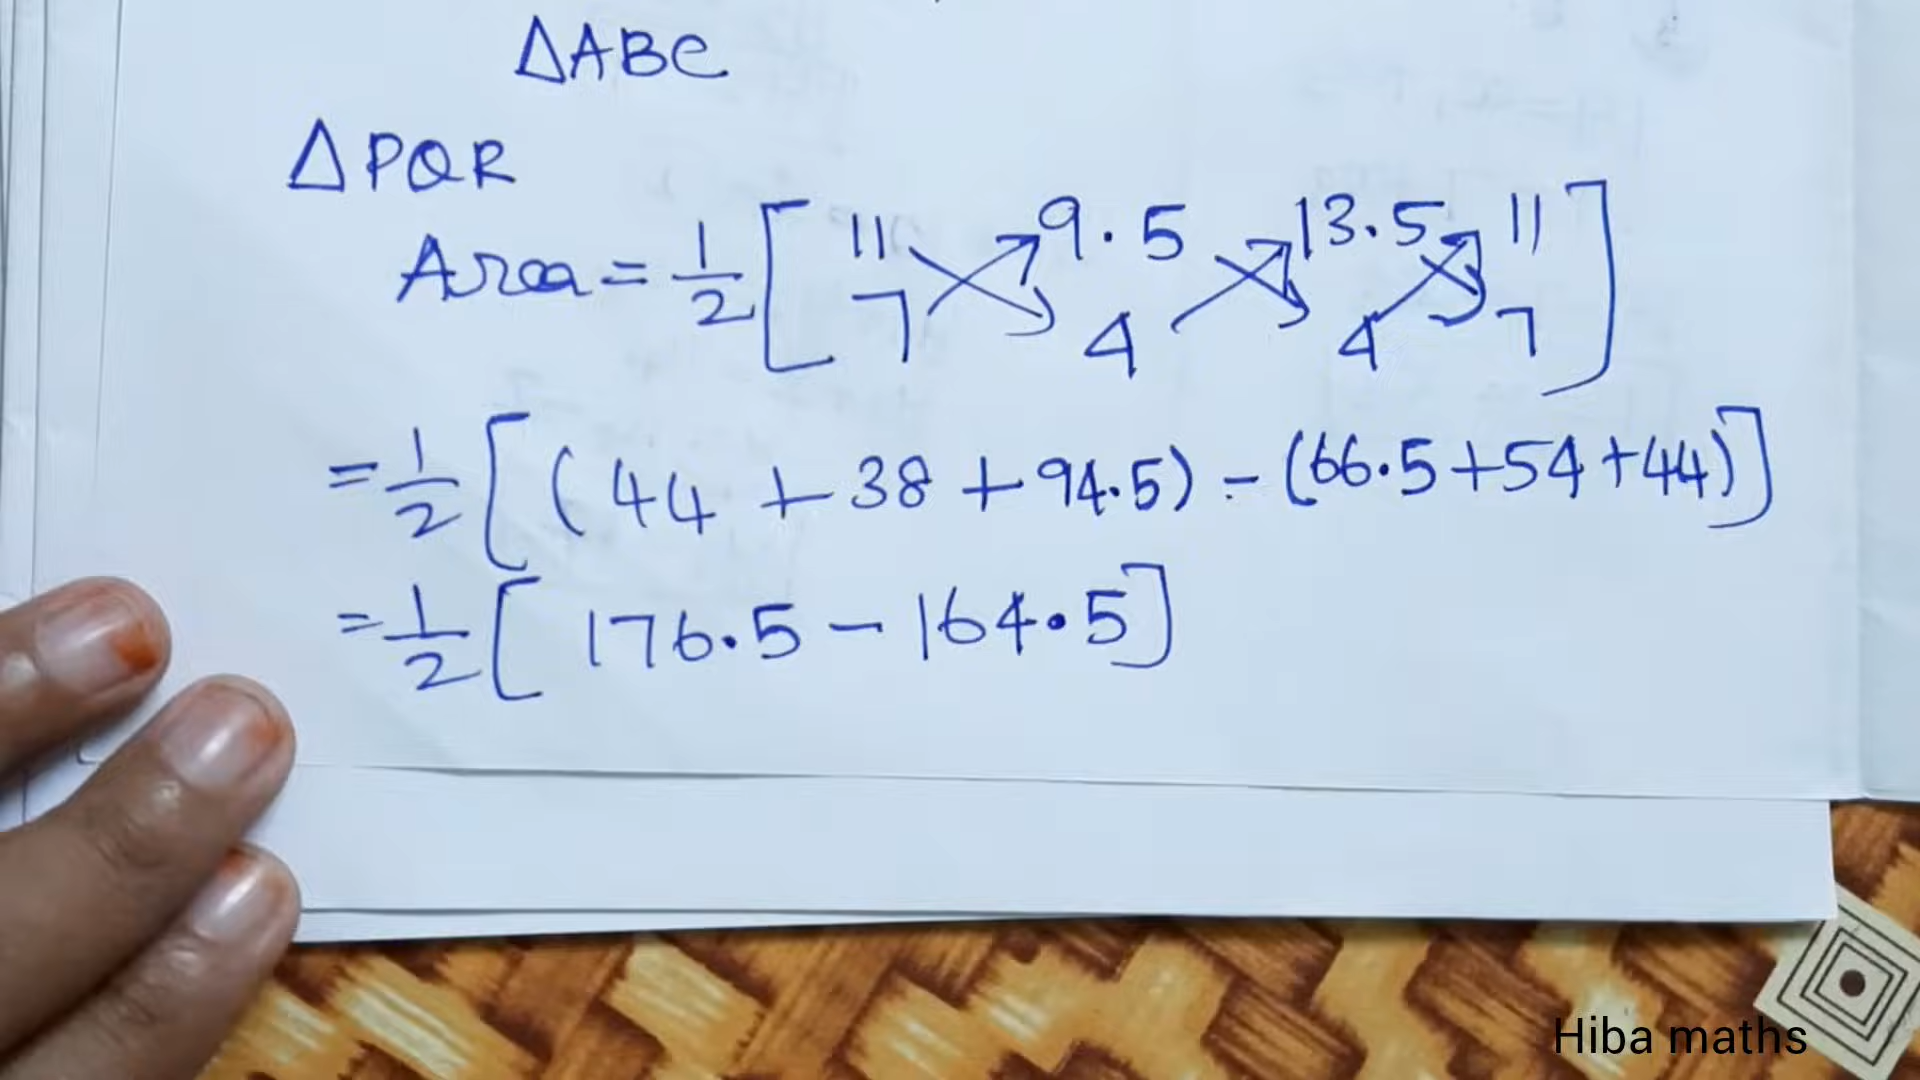 ΔABC
ΔPQR
Area = 1/2 [ 11 9.5 13.5 11
7 4 4 7 ]
= 1/2 [ (44 + 38 + 94.5) - (66.5 + 54 + 44) ]
= 1/2 [ 176.5 - 164.5 ]
Hiba maths